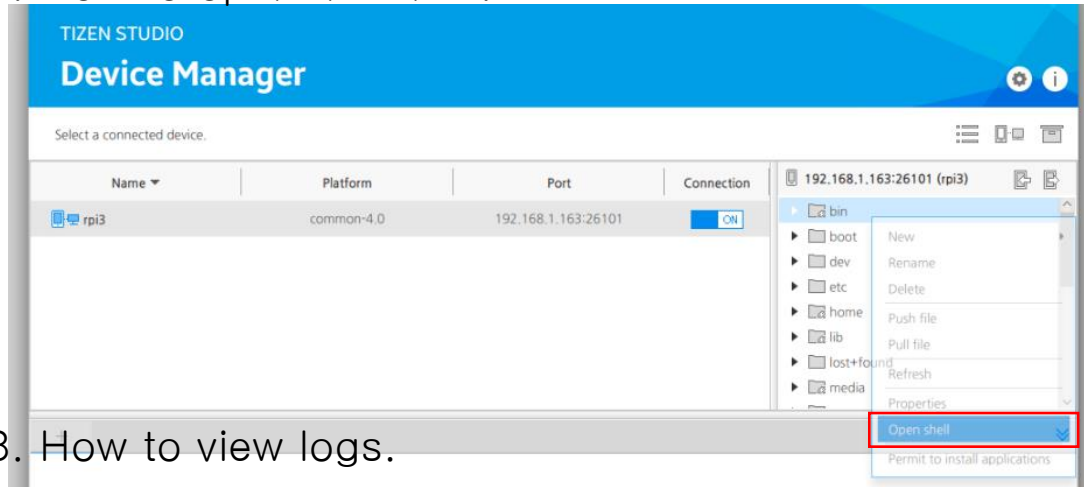 TIZEN STUDIO
Device Manager
Select a connected device.
Name Platform Port Connection
192.168.1.163:26101 (rpi3)
rpi3 common-4.0 192.168.1.163:26101 ON
bin
boot
dev
etc
home
lib
lost+found
media
New
Rename
Delete
Push file
Pull file
Refresh
Properties
Open shell
Permit to install applications
3. How to view logs.